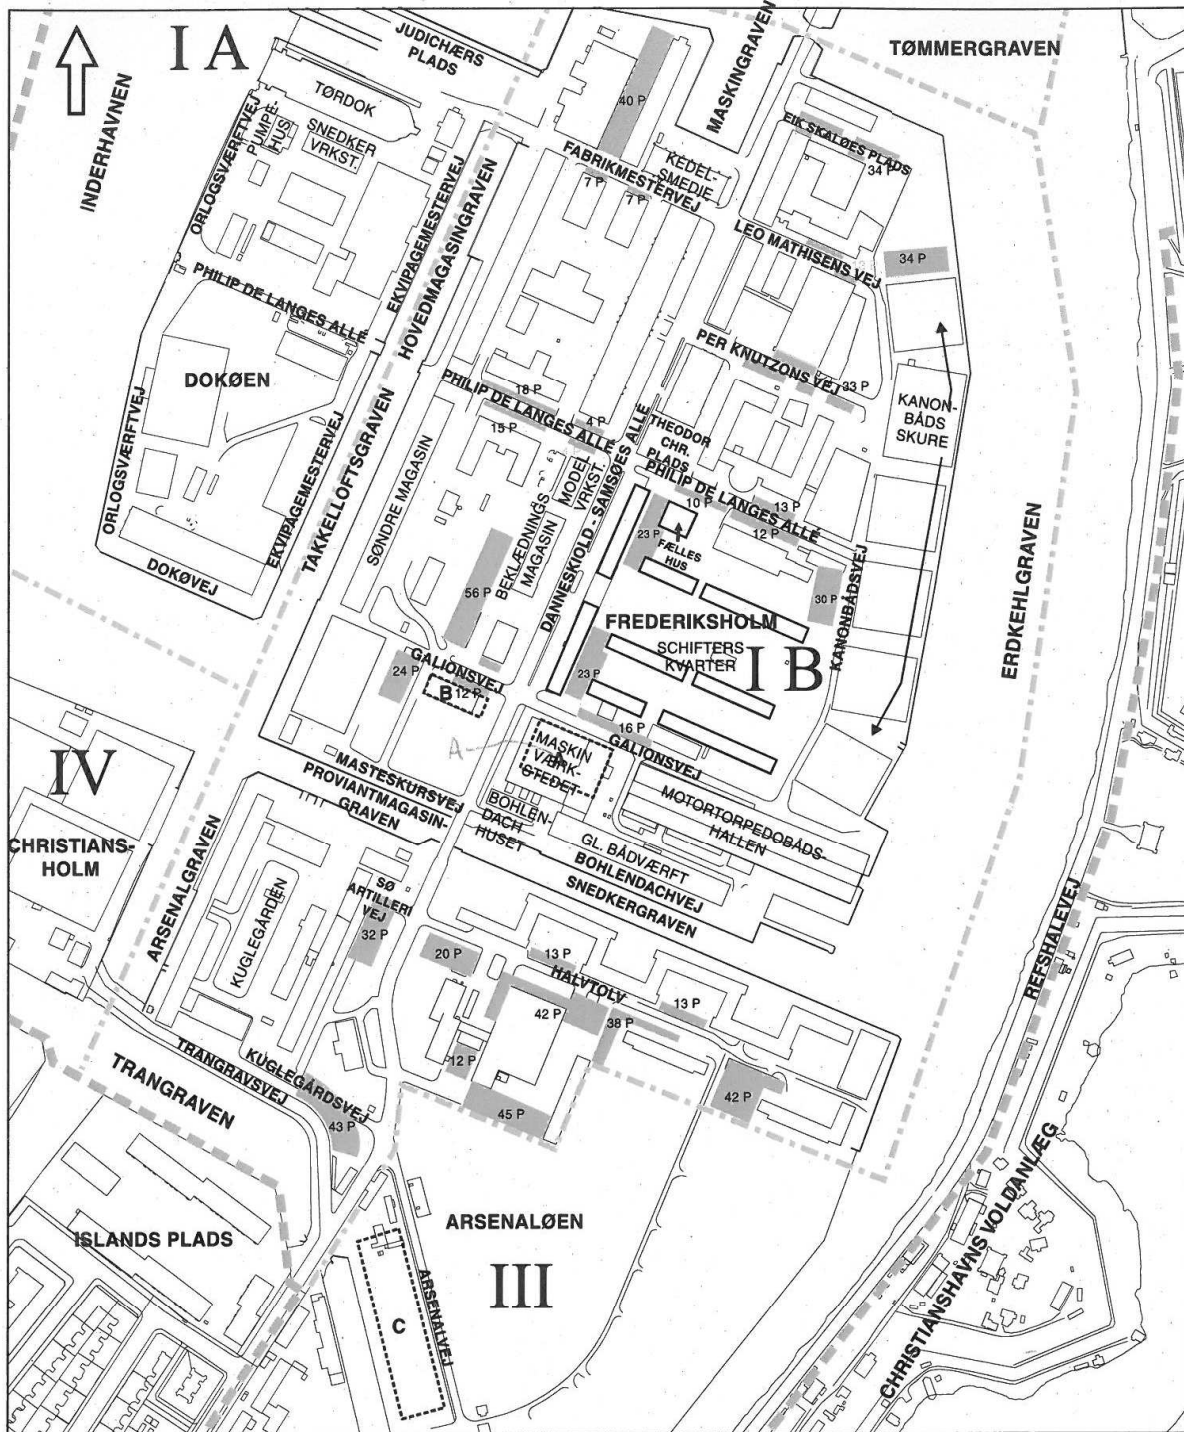 I A
JUDICHÆRS
PLADS
MASKINGRAVEN
TØMMERGRAVEN
INDERHAVNEN
TØRDOK
ORLOGSVÆRFTVEJ
PUMPE-
HUS
SNEDKER
VRKST.
40 P
EIK SKALØES PLADS
34 P
FABRIKMESTERVEJ
KEDEL-
SMEDJE
7 P
7 P
EKVIPAGEMESTERVEJ
HOVEDMAGASINGRAVEN
LEO MATHISENS VEJ
34 P
PHILIP DE LANGES ALLÉ
PER KNUTZONS VEJ
33 P
DOKØEN
KANON-
BÅDS
SKURE
PHILIP DE LANGES ALLÉ
18 P
15 P
4 P
THEODOR
CHR.
PLADS
ORLOGSVÆRFTVEJ
EKVIPAGEMESTERVEJ
TAKKELLOFTSGRAVEN
SØNDRE MAGASIN
MODEL
VRKST.
BEKLÆDNINGS
MAGASIN
DANNESKIOLD - SAMSØES ALLÉ
PHILIP DE LANGES ALLÉ
10 P
13 P
12 P
23 P
FÆLLES
HUS
DOKØVEJ
56 P
30 P
KANONBÅDSVEJ
ERDKEHLGRAVEN
FREDERIKSHOLM
SCHIFTERS
KVARTER
I B
GALIONSVEJ
24 P
B
12 P
23 P
16 P
GALIONSVEJ
A
MASKIN
VÆRK-
STEDET
IV
MASTESKURSVEJ
PROVIANTMAGASIN-
GRAVEN
BOHLEN-
DACH
HUSET
MOTORTORPEDOBÅDS-
HALLEN
GL. BÅDVÆRFT
BOHLENDACHVEJ
SNEDKERGRAVEN
CHRISTIANS-
HOLM
ARSENALGRAVEN
KUGLEGÅRDEN
SØ
ARTILLERI
VEJ
32 P
20 P
13 P
HALVTOLV
13 P
42 P
38 P
REFSHALEVEJ
TRANGRAVSVEJ
KUGLEGÅRDSVEJ
TRANGRAVEN
12 P
45 P
42 P
43 P
ARSENALØEN
III
ISLANDS PLADS
ARSENALVEJ
C
CHRISTIANSHAVNS VOLDANLÆG